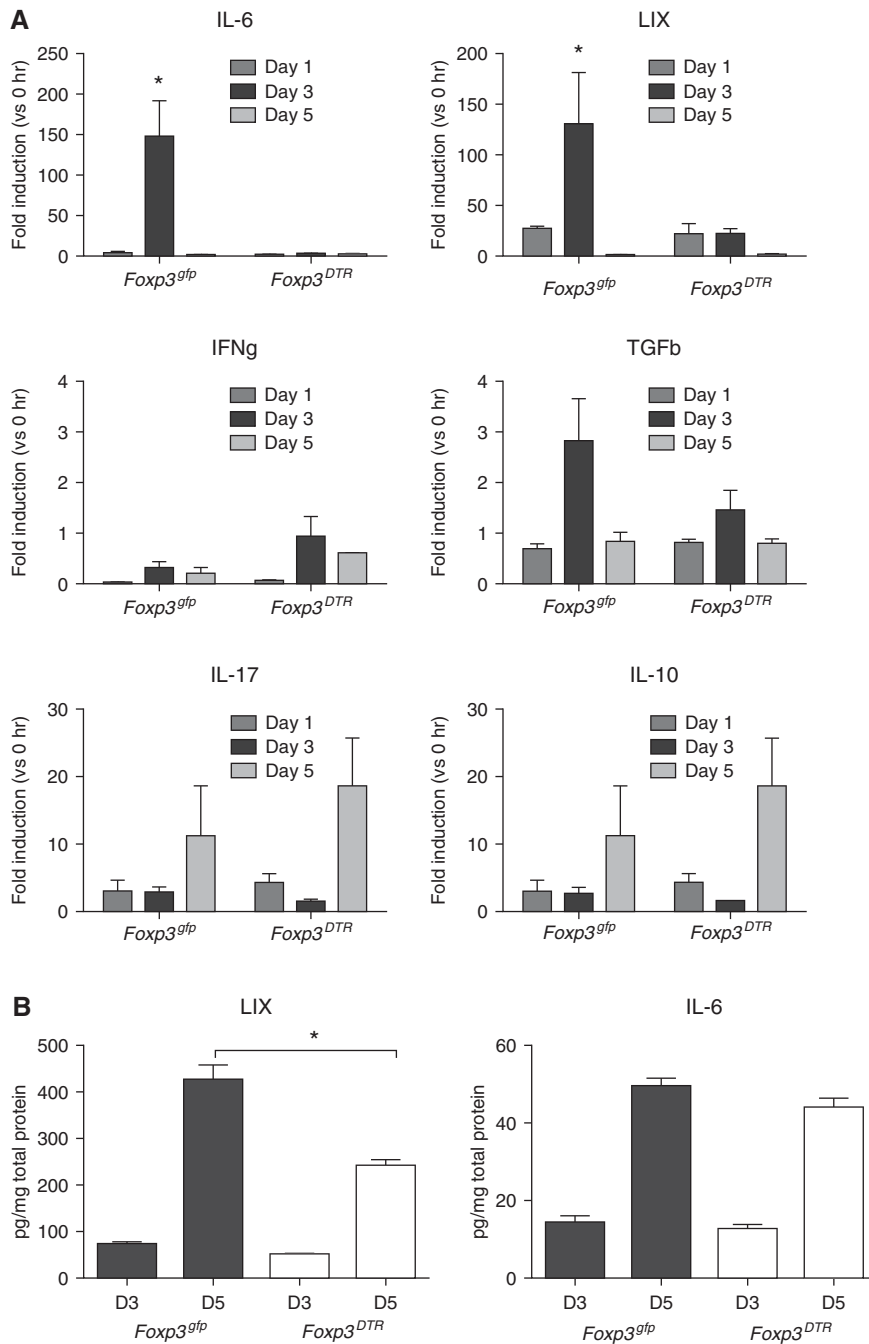 A
IL-6
Fold induction (vs 0 hr)
250
200
150
100
50
0
*
Day 1
Day 3
Day 5
Foxp3gfp
Foxp3DTR
LIX
Fold induction (vs 0 hr)
200
150
100
50
0
*
Day 1
Day 3
Day 5
Foxp3gfp
Foxp3DTR
IFNg
Fold induction (vs 0 hr)
4
3
2
1
0
Day 1
Day 3
Day 5
Foxp3gfp
Foxp3DTR
TGFb
Fold induction (vs 0 hr)
4
3
2
1
0
Day 1
Day 3
Day 5
Foxp3gfp
Foxp3DTR
IL-17
Fold induction (vs 0 hr)
30
20
10
0
Day 1
Day 3
Day 5
Foxp3gfp
Foxp3DTR
IL-10
Fold induction (vs 0 hr)
30
20
10
0
Day 1
Day 3
Day 5
Foxp3gfp
Foxp3DTR
B
LIX
pg/mg total protein
500
400
300
200
100
0
*
D3 D5 D3 D5
Foxp3gfp Foxp3DTR
IL-6
pg/mg total protein
60
40
20
0
D3 D5 D3 D5
Foxp3gfp Foxp3DTR